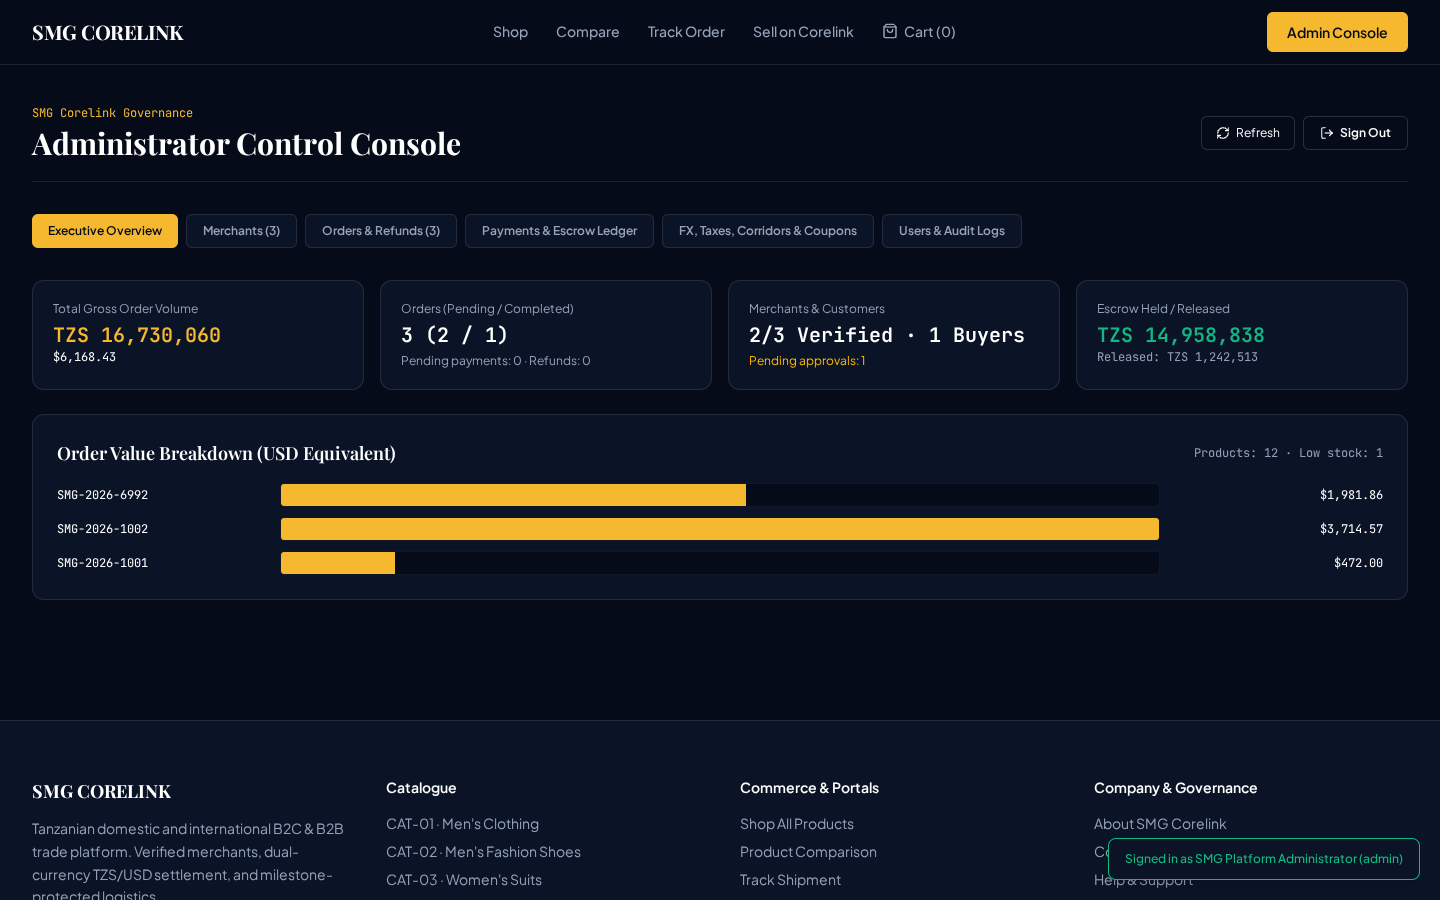 SMG CORELINK
Shop
Compare
Track Order
Sell on Corelink
Cart (0)
Admin Console
SMG Corelink Governance
Administrator Control Console
Refresh
Sign Out
Executive Overview
Merchants (3)
Orders & Refunds (3)
Payments & Escrow Ledger
FX, Taxes, Corridors & Coupons
Users & Audit Logs
Total Gross Order Volume
TZS 16,730,060
$6,168.43
Orders (Pending / Completed)
3 (2 / 1)
Pending payments: 0 · Refunds: 0
Merchants & Customers
2/3 Verified · 1 Buyers
Pending approvals: 1
Escrow Held / Released
TZS 14,958,838
Released: TZS 1,242,513
Order Value Breakdown (USD Equivalent)
Products: 12 · Low stock: 1
SMG-2026-6992
$1,981.86
SMG-2026-1002
$3,714.57
SMG-2026-1001
$472.00
SMG CORELINK
Tanzanian domestic and international B2C & B2B
trade platform. Verified merchants, dual-
currency TZS/USD settlement, and milestone-
protected logistics.
Catalogue
CAT-01 · Men's Clothing
CAT-02 · Men's Fashion Shoes
CAT-03 · Women's Suits
Commerce & Portals
Shop All Products
Product Comparison
Track Shipment
Company & Governance
About SMG Corelink
Help & Support
Signed in as SMG Platform Administrator (admin)